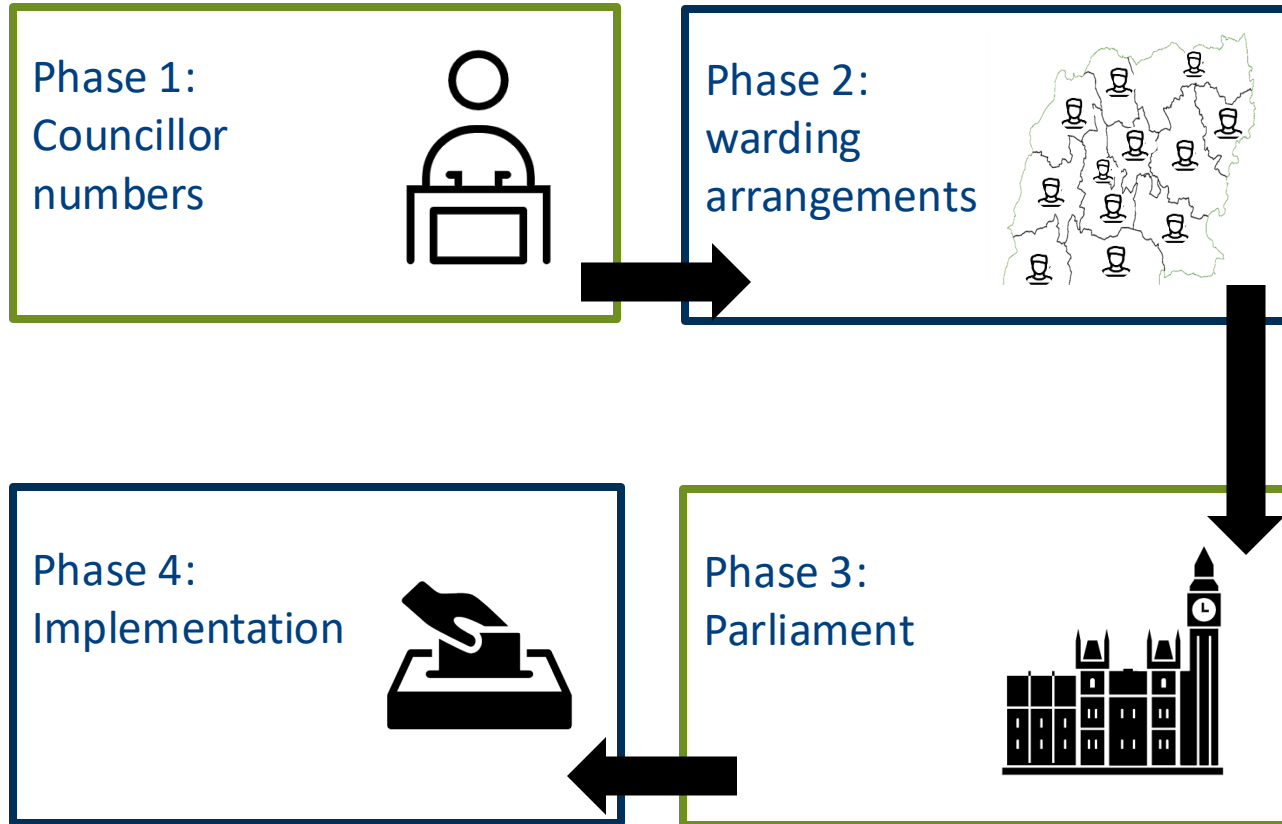 Phase 1:
Councillor
numbers
Phase 2:
warding
arrangements
Phase 3:
Parliament
Phase 4:
Implementation